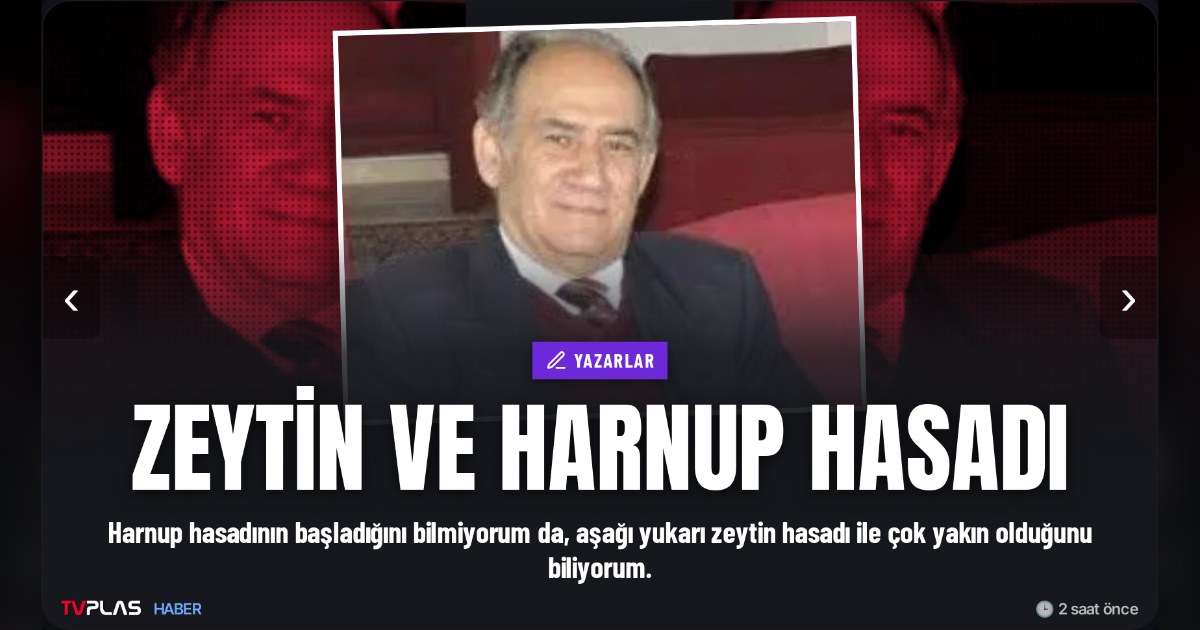 YAZARLAR
ZEYTİN VE HARNUP HASADI
Harnup hasadının başladığını bilmiyorum da, aşağı yukarı zeytin hasadı ile çok yakın olduğunu
biliyorum.
TVPLAS HABER
2 saat önce